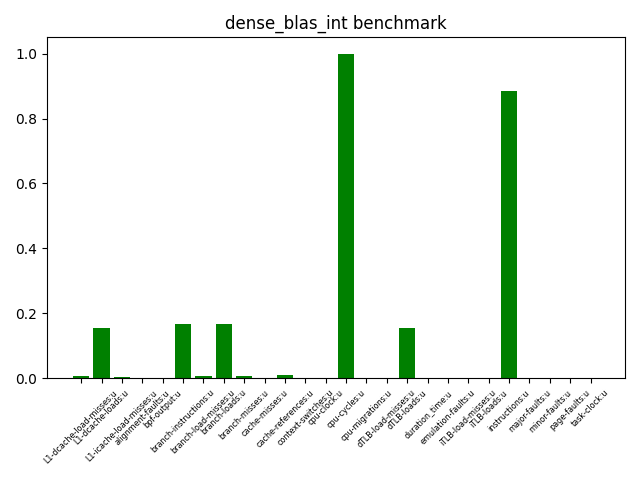 dense_blas_int benchmark
1.0
0.8
0.6
0.4
0.2
0.0
L1-dcache-load-misses:u
L1-dcache-loads:u
L1-icache-load-misses:u
alignment-faults:u
bpf-output:u
branch-instructions:u
branch-load-misses:u
branch-loads:u
branch-misses:u
cache-misses:u
cache-references:u
context-switches:u
cpu-clock:u
cpu-cycles:u
cpu-migrations:u
dTLB-load-misses:u
dTLB-loads:u
duration_time:u
emulation-faults:u
iTLB-load-misses:u
iTLB-loads:u
instructions:u
major-faults:u
minor-faults:u
page-faults:u
task-clock:u